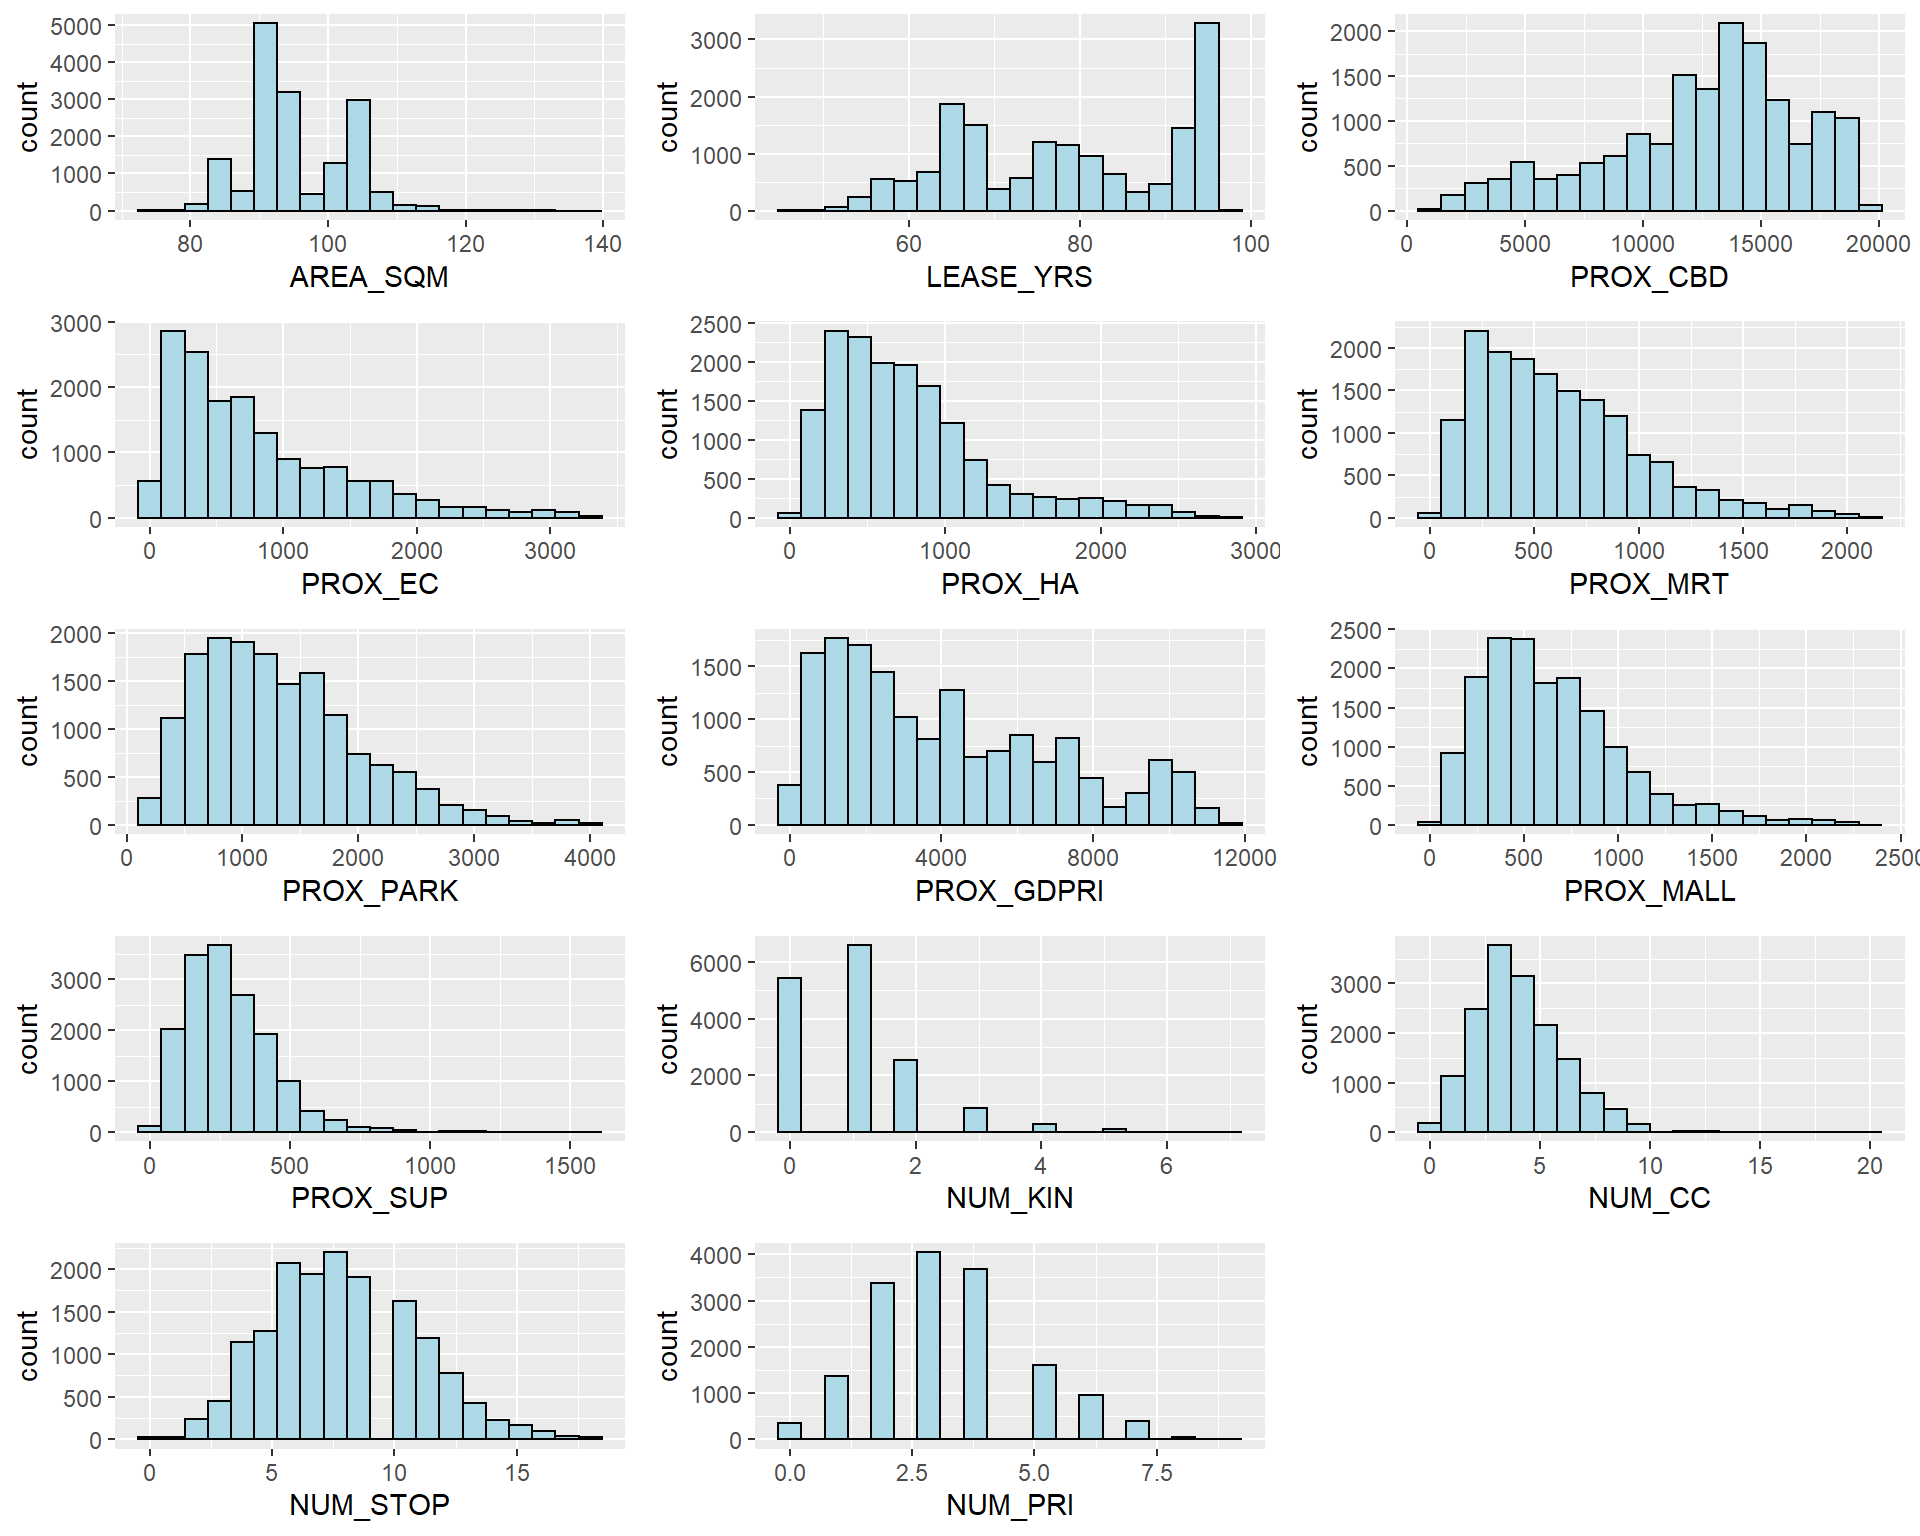 count
5000
4000
3000
2000
1000
0
80 100 120 140
AREA_SQM
count
3000
2000
1000
0
60 80 100
LEASE_YRS
count
2000
1500
1000
500
0
0 5000 10000 15000 20000
PROX_CBD
count
3000
2000
1000
0
0 1000 2000 3000
PROX_EC
count
2500
2000
1500
1000
500
0
0 1000 2000 3000
PROX_HA
count
2000
1500
1000
500
0
0 500 1000 1500 2000
PROX_MRT
count
2000
1500
1000
500
0
0 1000 2000 3000 4000
PROX_PARK
count
1500
1000
500
0
0 4000 8000 12000
PROX_GDPRI
count
2500
2000
1500
1000
500
0
0 500 1000 1500 2000 2500
PROX_MALL
count
3000
2000
1000
0
0 500 1000 1500
PROX_SUP
count
6000
4000
2000
0
0 2 4 6
NUM_KIN
count
3000
2000
1000
0
0 5 10 15 20
NUM_CC
count
2000
1500
1000
500
0
0 5 10 15
NUM_STOP
count
4000
3000
2000
1000
0
0.0 2.5 5.0 7.5
NUM_PRI